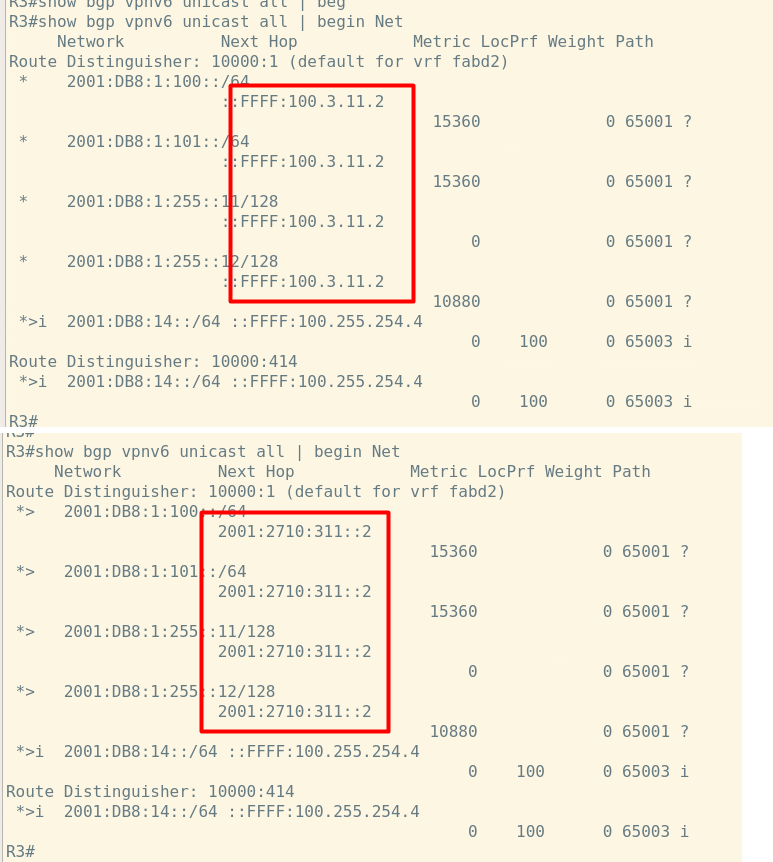 R3#show bgp vpnv6 unicast all | beg
R3#show bgp vpnv6 unicast all | begin Net
Network Next Hop Metric LocPrf Weight Path
Route Distinguisher: 10000:1 (default for vrf fabd2)
* 2001:DB8:1:100::/64
::FFFF:100.3.11.2
15360 0 65001 ?
* 2001:DB8:1:101::/64
::FFFF:100.3.11.2
15360 0 65001 ?
* 2001:DB8:1:255::11/128
::FFFF:100.3.11.2
0 0 65001 ?
* 2001:DB8:1:255::12/128
::FFFF:100.3.11.2
10880 0 65001 ?
*>i 2001:DB8:14::/64 ::FFFF:100.255.254.4
0 100 0 65003 i
Route Distinguisher: 10000:414
*>i 2001:DB8:14::/64 ::FFFF:100.255.254.4
0 100 0 65003 i
R3#
R3#
R3#show bgp vpnv6 unicast all | begin Net
Network Next Hop Metric LocPrf Weight Path
Route Distinguisher: 10000:1 (default for vrf fabd2)
*> 2001:DB8:1:100::/64
2001:2710:311::2
15360 0 65001 ?
*> 2001:DB8:1:101::/64
2001:2710:311::2
15360 0 65001 ?
*> 2001:DB8:1:255::11/128
2001:2710:311::2
0 0 65001 ?
*> 2001:DB8:1:255::12/128
2001:2710:311::2
10880 0 65001 ?
*>i 2001:DB8:14::/64 ::FFFF:100.255.254.4
0 100 0 65003 i
Route Distinguisher: 10000:414
*>i 2001:DB8:14::/64 ::FFFF:100.255.254.4
0 100 0 65003 i
R3#